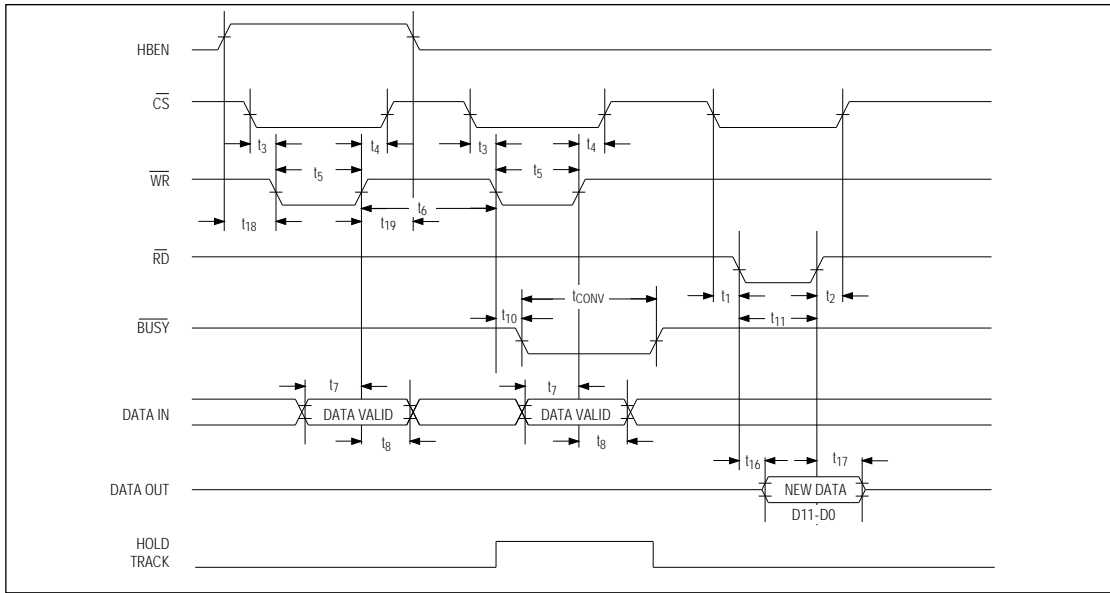 HBEN
CS
t3
t4
t3
t4
t5
t5
WR
t6
t18
t19
RD
tCONV
t1
t2
t10
t11
BUSY
t7
t7
DATA IN
DATA VALID
DATA VALID
t8
t8
t16
t17
DATA OUT
NEW DATA
D11-D0
HOLD
TRACK